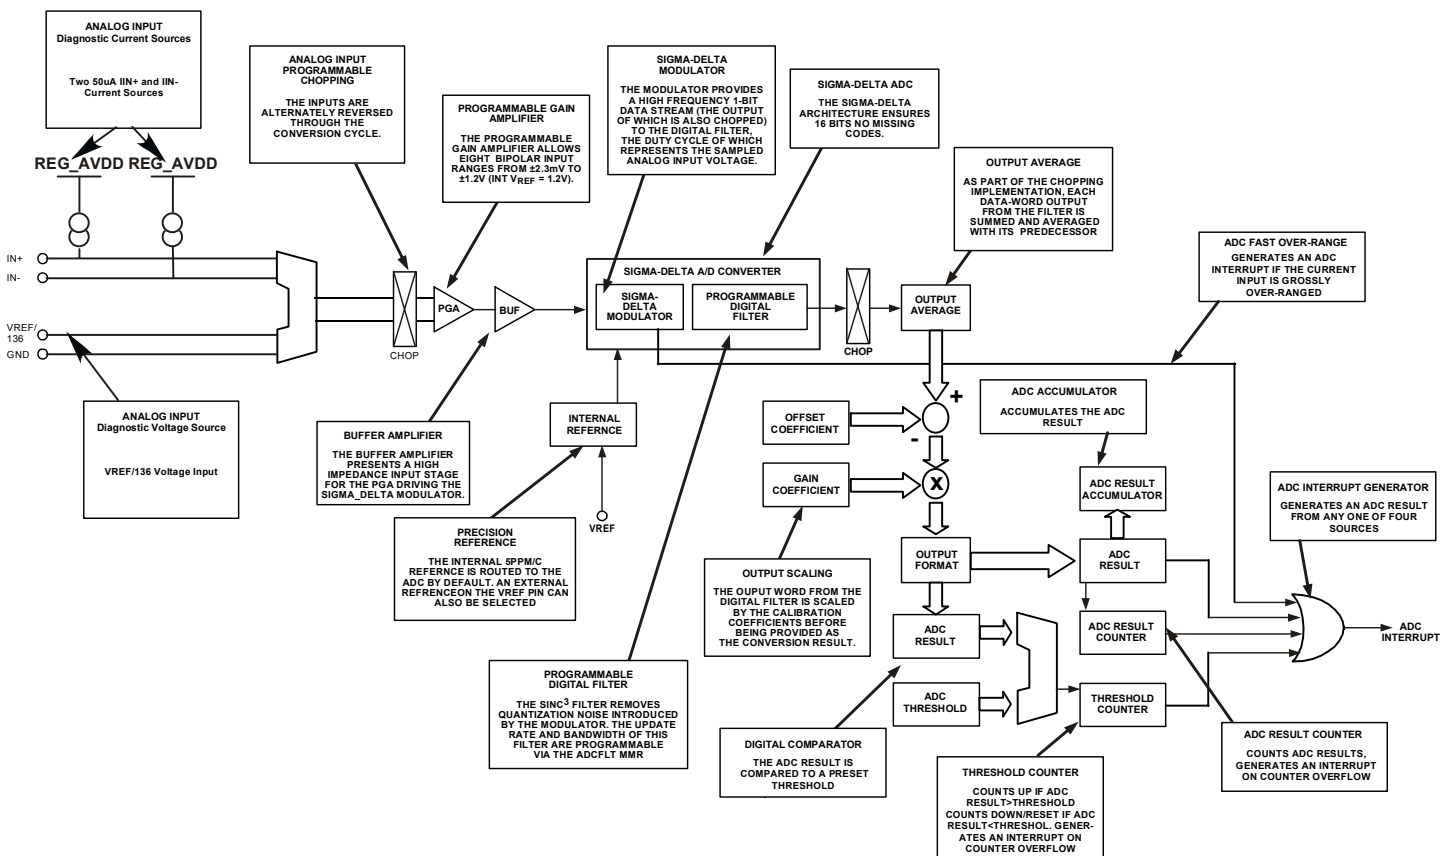 ANALOG INPUT
Diagnostic Current Sources
Two 50uA IIN+ and IIN-
Current Sources
REG_AVDD REG_AVDD
IN+
IN-
VREF/
136
GND
ANALOG INPUT
Diagnostic Voltage Source
VREF/136 Voltage Input
ANALOG INPUT
PROGRAMMABLE
CHOPPING
THE INPUTS ARE
ALTERNATELY REVERSED
THROUGH THE
CONVERSION CYCLE.
PROGRAMMABLE GAIN
AMPLIFIER
THE PROGRAMMABLE
GAIN AMPLIFIER ALLOWS
EIGHT BIPOLAR INPUT
RANGES FROM ±2.3mV TO
±1.2V (INT VREF = 1.2V).
SIGMA-DELTA
MODULATOR
THE MODULATOR PROVIDES
A HIGH FREQUENCY 1-BIT
DATA STREAM (THE OUTPUT
OF WHICH IS ALSO CHOPPED)
TO THE DIGITAL FILTER,
THE DUTY CYCLE OF WHICH
REPRESENTS THE SAMPLED
ANALOG INPUT VOLTAGE.
SIGMA-DELTA ADC
THE SIGMA-DELTA
ARCHITECTURE ENSURES
16 BITS NO MISSING
CODES.
OUTPUT AVERAGE
AS PART OF THE CHOPPING
IMPLEMENTATION, EACH
DATA-WORD OUTPUT
FROM THE FILTER IS
SUMMED AND AVERAGED
WITH ITS PREDECESSOR
ADC FAST OVER-RANGE
GENERATES AN ADC
INTERRUPT IF THE CURRENT
INPUT IS GROSSLY
OVER-RANGED
CHOP
PGA
BUF
SIGMA-DELTA A/D CONVERTER
SIGMA-
DELTA
MODULATOR
PROGRAMMABLE
DIGITAL
FILTER
CHOP
OUTPUT
AVERAGE
BUFFER AMPLIFIER
THE BUFFER AMPLIFIER
PRESENTS A HIGH
IMPEDANCE INPUT STAGE
FOR THE PGA DRIVING THE
SIGMA_DELTA MODULATOR.
INTERNAL
REFERNCE
VREF
PRECISION
REFERENCE
THE INTERNAL 5PPM/C
REFERNCE IS ROUTED TO THE
ADC BY DEFAULT. AN EXTERNAL
REFRENCEON THE VREF PIN CAN
ALSO BE SELECTED
PROGRAMMABLE
DIGITAL FILTER
THE SINC3 FILTER REMOVES
QUANTIZATION NOISE INTRODUCED
BY THE MODULATOR. THE UPDATE
RATE AND BANDWIDTH OF THIS
FILTER ARE PROGRAMMABLE
VIA THE ADCFLT MMR
OFFSET
COEFFICIENT
+
-
GAIN
COEFFICIENT
X
OUTPUT SCALING
THE OUPUT WORD FROM THE
DIGITAL FILTER IS SCALED
BY THE CALIBRATION
COEFFICIENTS BEFORE
BEING PROVIDED AS
THE CONVERSION RESULT.
OUTPUT
FORMAT
ADC
RESULT
ADC
THRESHOLD
DIGITAL COMPARATOR
THE ADC RESULT IS
COMPARED TO A PRESET
THRESHOLD
ADC ACCUMULATOR
ACCUMULATES THE ADC
RESULT
ADC RESULT
ACCUMULATOR
ADC
RESULT
ADC RESULT
COUNTER
THRESHOLD
COUNTER
THRESHOLD COUNTER
COUNTS UP IF ADC
RESULT>THRESHOLD
COUNTS DOWN/RESET IF ADC
RESULT<THRESHOL. GENER-
ATES AN INTERRUPT ON
COUNTER OVERFLOW
ADC INTERRUPT GENERATOR
GENERATES AN ADC RESULT
FROM ANY ONE OF FOUR
SOURCES
ADC
INTERRUPT
ADC RESULT COUNTER
COUNTS ADC RESULTS,
GENERATES AN INTERRUPT
ON COUNTER OVERFLOW